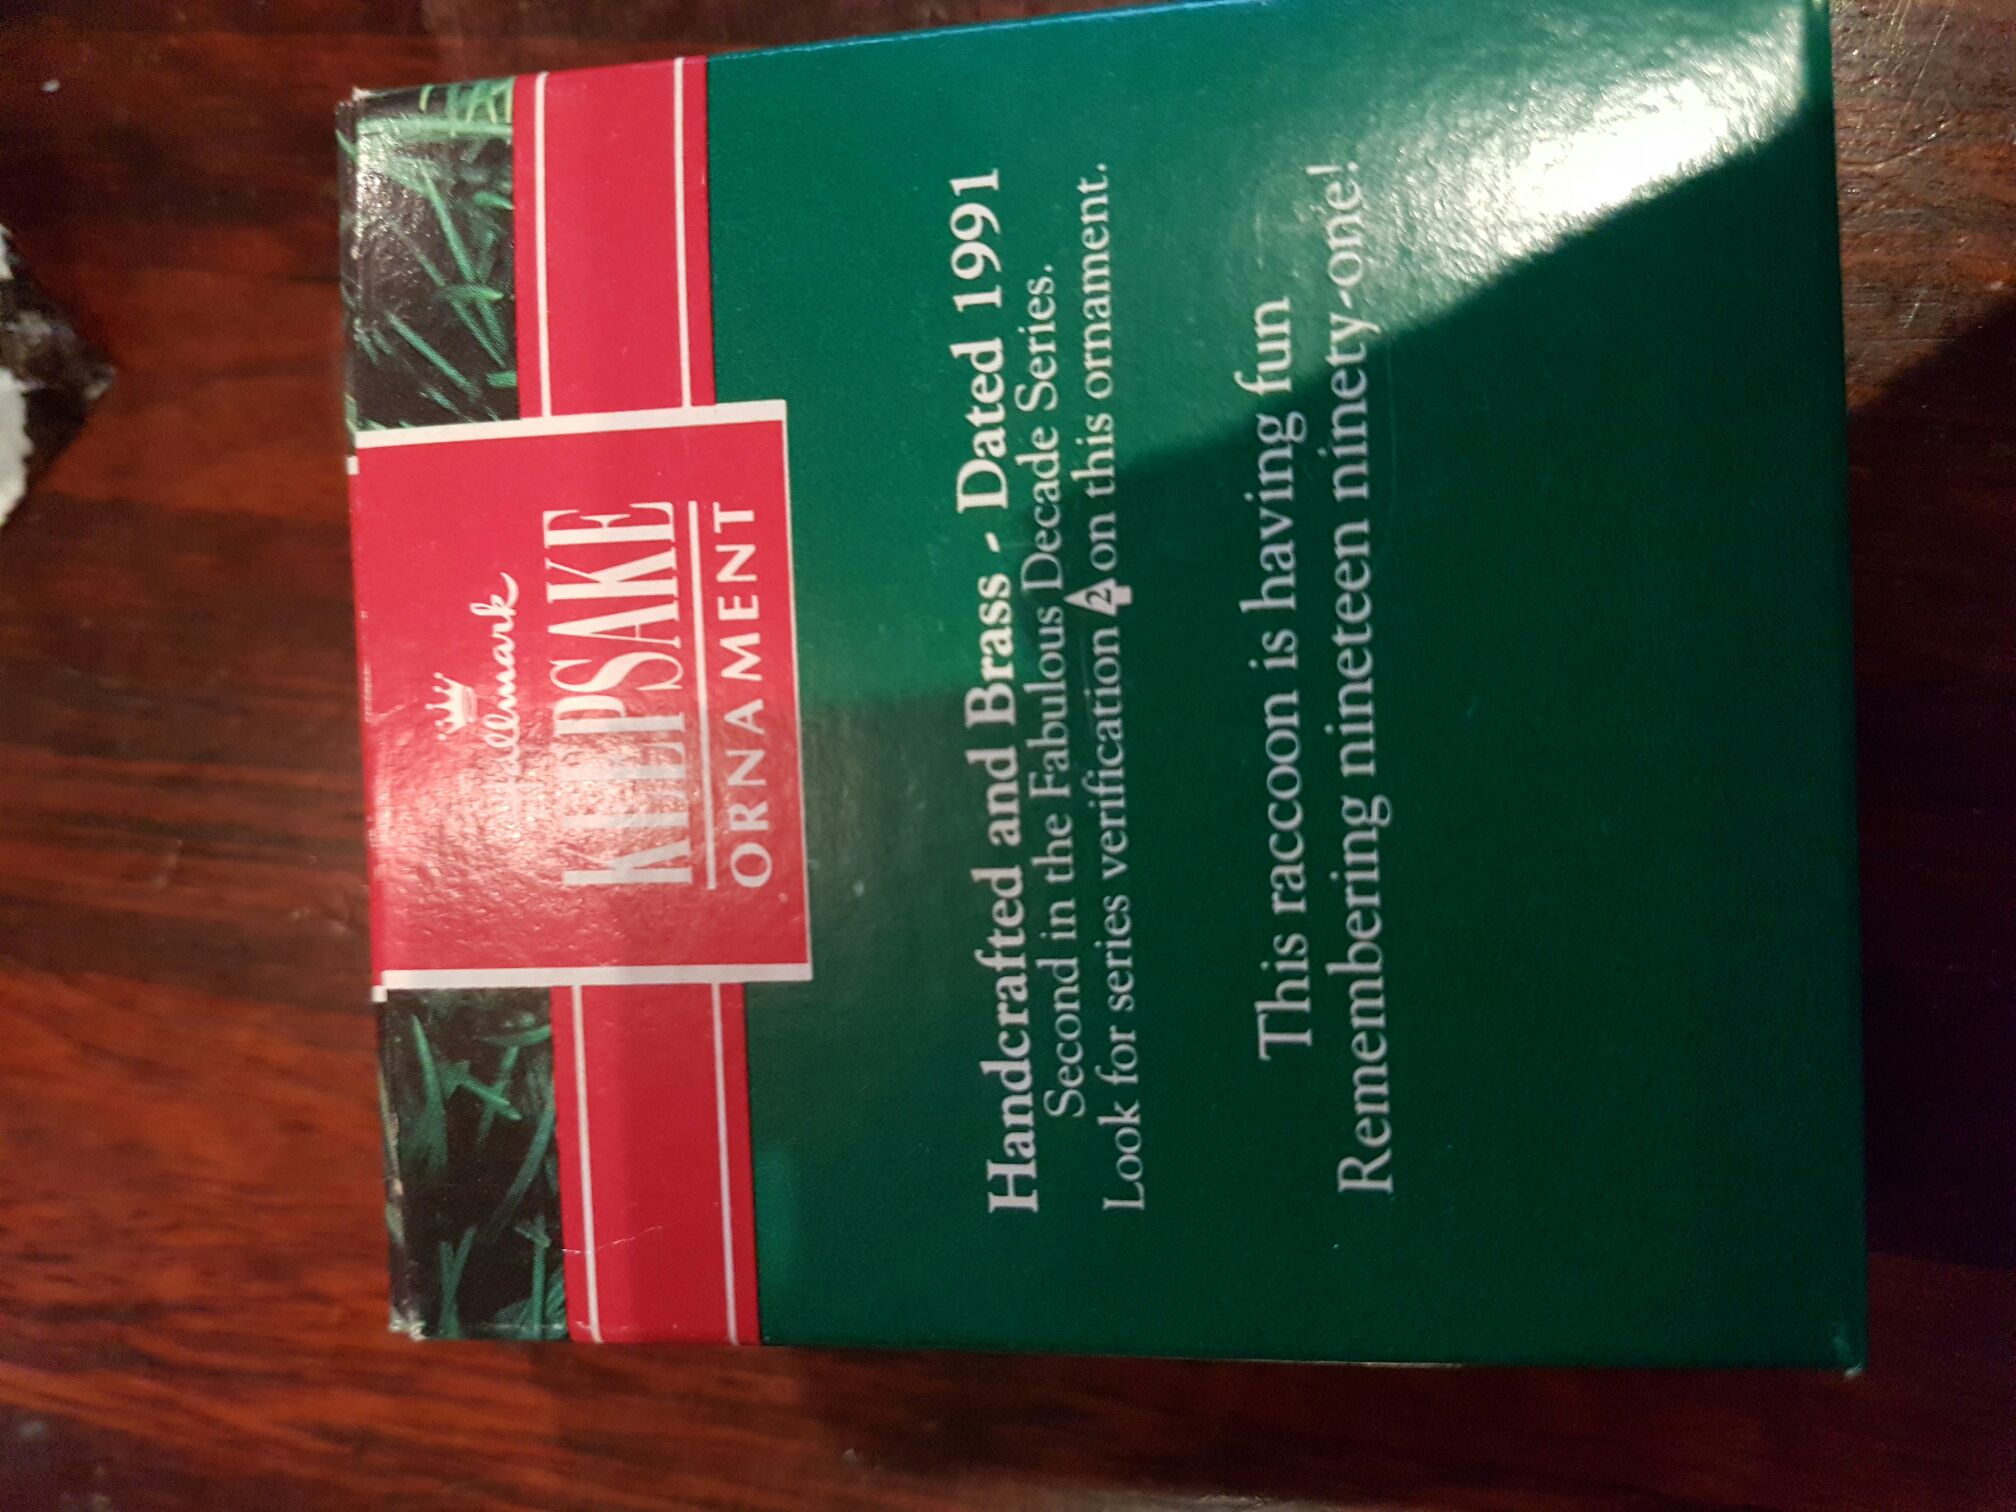 Hallmark
KEEPSAKE
ORNAMENT
Handcrafted and Brass - Dated 1991
Second in the Fabulous Decade Series.
Look for series verification 2 on this ornament.
This raccoon is having fun
Remembering nineteen ninety-one!